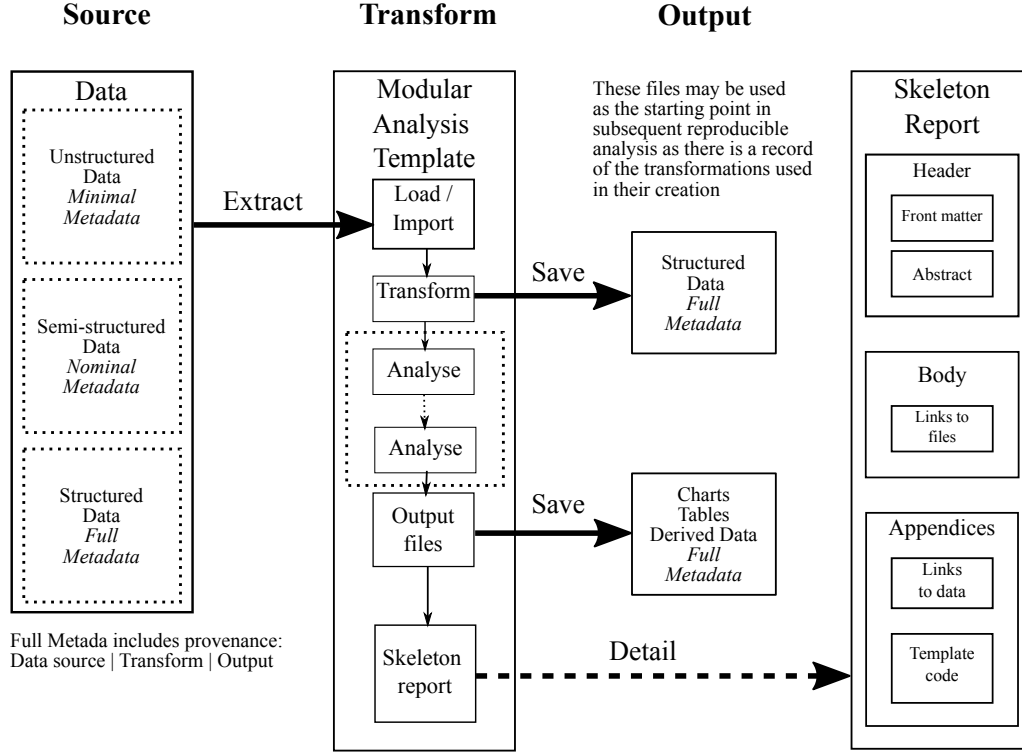 Source
Transform
Output
Data
Unstructured
Data
Minimal
Metadata
Semi-structured
Data
Nominal
Metadata
Structured
Data
Full
Metadata
Full Metada includes provenance:
Data source | Transform | Output
Extract
Modular
Analysis
Template
Load /
Import
Transform
Analyse
Analyse
Output
files
Skeleton
report
These files may be used
as the starting point in
subsequent reproducible
analysis as there is a record
of the transformations used
in their creation
Save
Structured
Data
Full
Metadata
Save
Charts
Tables
Derived Data
Full
Metadata
Detail
Skeleton
Report
Header
Front matter
Abstract
Body
Links to
files
Appendices
Links
to data
Template
code